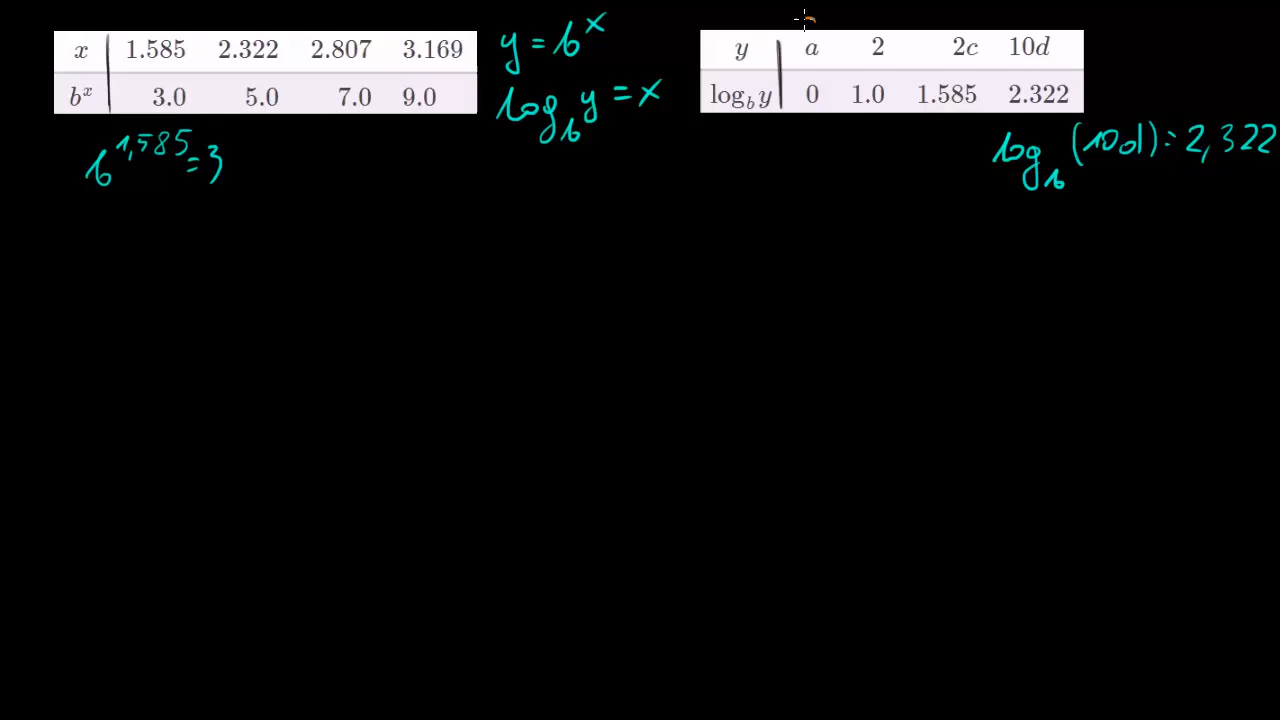 x 1.585 2.322 2.807 3.169
b^x 3.0 5.0 7.0 9.0
y = b^x
log_b y = x
b^1,585 = 3
y a 2 2c 10d
log_b y 0 1.0 1.585 2.322
log_b (10d) = 2,322